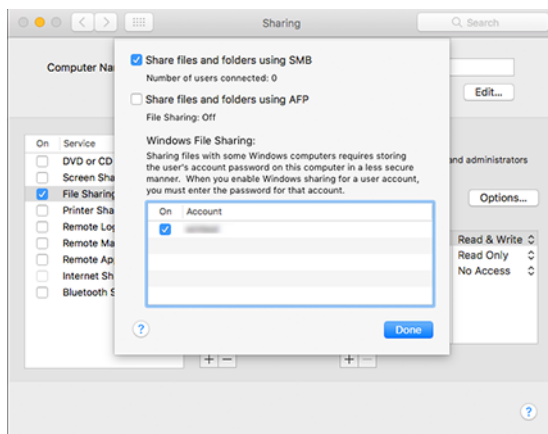 Sharing
Search
Share files and folders using SMB
Number of users connected: 0
Share files and folders using AFP
File Sharing: Off
Windows File Sharing:
Sharing files with some Windows computers requires storing
the user's account password on this computer in a less secure
manner. When you enable Windows sharing for a user account,
you must enter the password for that account.
On Account
?
Done
Computer Na
Edit...
On Service
DVD or CD
Screen Sha
File Sharing
Printer Sha
Remote Log
Remote Ma
Remote Ap
Internet Sh
Bluetooth S
and administrators
Options...
Read & Write
Read Only
No Access
+ −
+ −
?